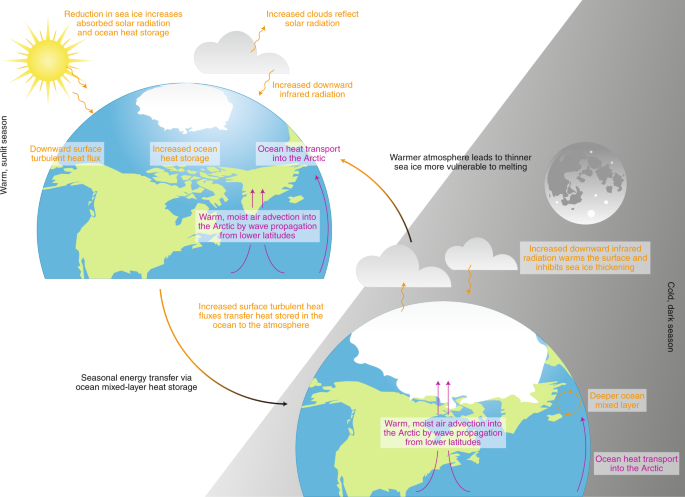 Reduction in sea ice increases
absorbed solar radiation
and ocean heat storage
Increased clouds reflect
solar radiation
Increased downward
infrared radiation
Warm, sunlit season
Downward surface
turbulent heat flux
Increased ocean
heat storage
Ocean heat transport
into the Arctic
Warm, moist air advection into
the Arctic by wave propagation
from lower latitudes
Warmer atmosphere leads to thinner
sea ice more vulnerable to melting
Increased downward infrared
radiation warms the surface and
inhibits sea ice thickening
Increased surface turbulent heat
fluxes transfer heat stored in the
ocean to the atmosphere
Cold, dark season
Seasonal energy transfer via
ocean mixed-layer heat storage
Deeper ocean
mixed layer
Warm, moist air advection into
the Arctic by wave propagation
from lower latitudes
Ocean heat transport
into the Arctic